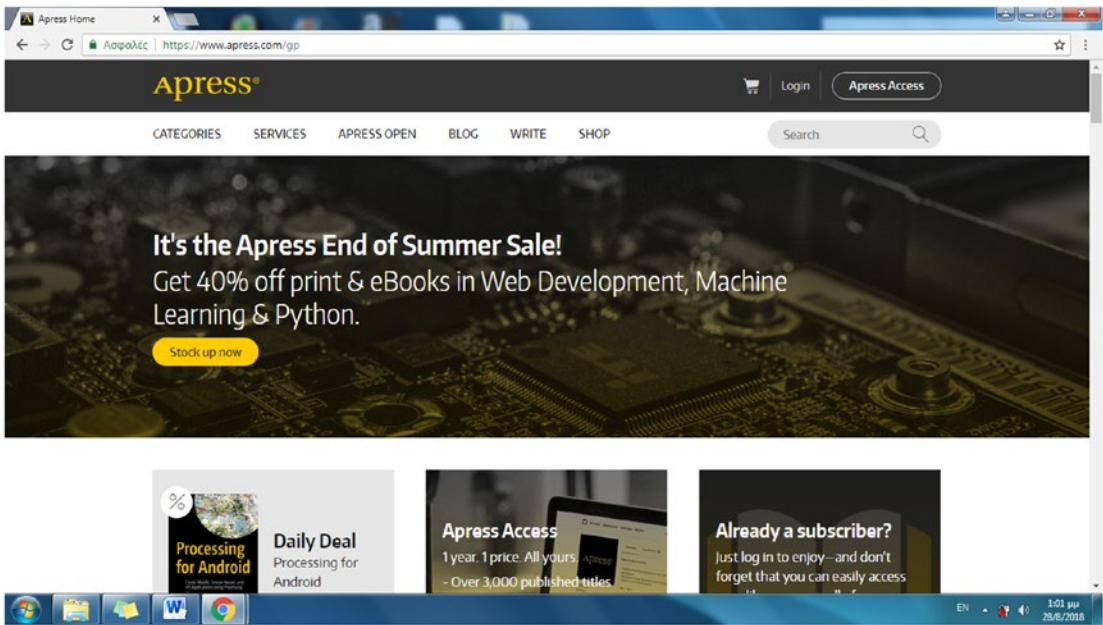 Apress Home
Ασφαλές https://www.apress.com/gp
Apress®
Login
Apress Access
CATEGORIES SERVICES APRESS OPEN BLOG WRITE SHOP
Search
It's the Apress End of Summer Sale!
Get 40% off print & eBooks in Web Development, Machine
Learning & Python.
Stock up now
%
Processing
for Android
Daily Deal
Processing for
Android
Apress Access
1 year. 1 price. All yours.
- Over 3,000 published titles
Already a subscriber?
Just log in to enjoy—and don't
forget that you can easily access
EN
1:01 μμ
28/8/2018